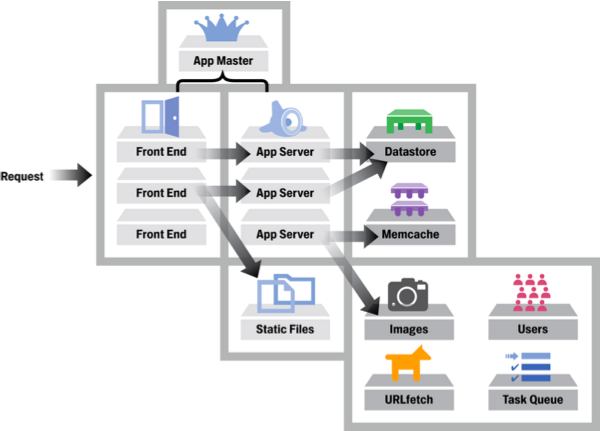 App Master
Front End
App Server
Datastore
Request
Front End
App Server
Front End
App Server
Memcache
Static Files
Images
Users
URLfetch
Task Queue